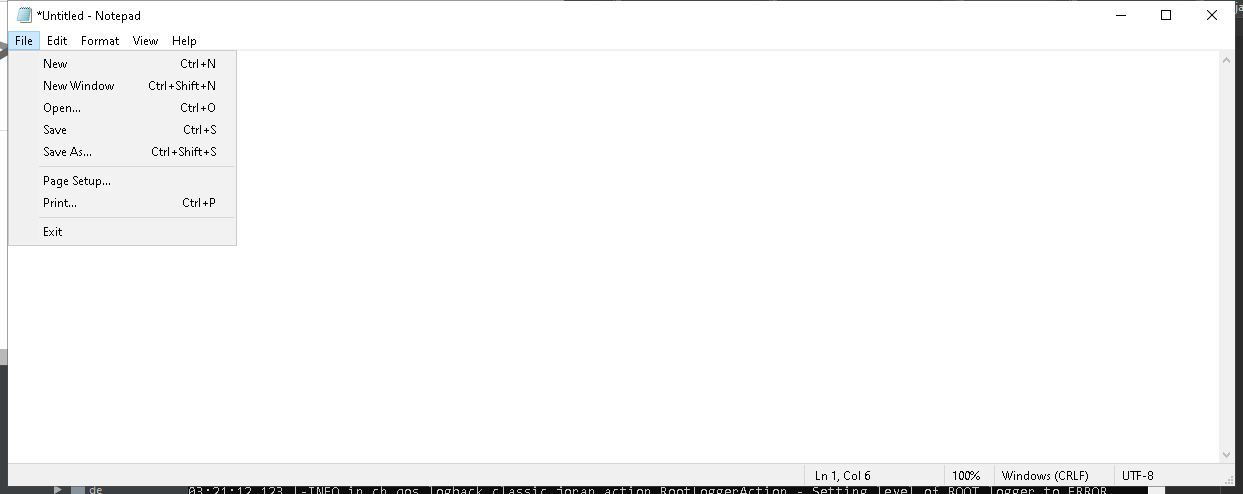 *Untitled - Notepad
ja
File Edit Format View Help
New Ctrl+N
New Window Ctrl+Shift+N
Open... Ctrl+O
Save Ctrl+S
Save As... Ctrl+Shift+S
Page Setup...
Print... Ctrl+P
Exit
Ln 1, Col 6 100% Windows (CRLF) UTF-8
de 03:21:12,123 |-INFO in ch.qos.logback.classic.joran.action.RootLoggerAction - Setting level of ROOT logger to ERROR